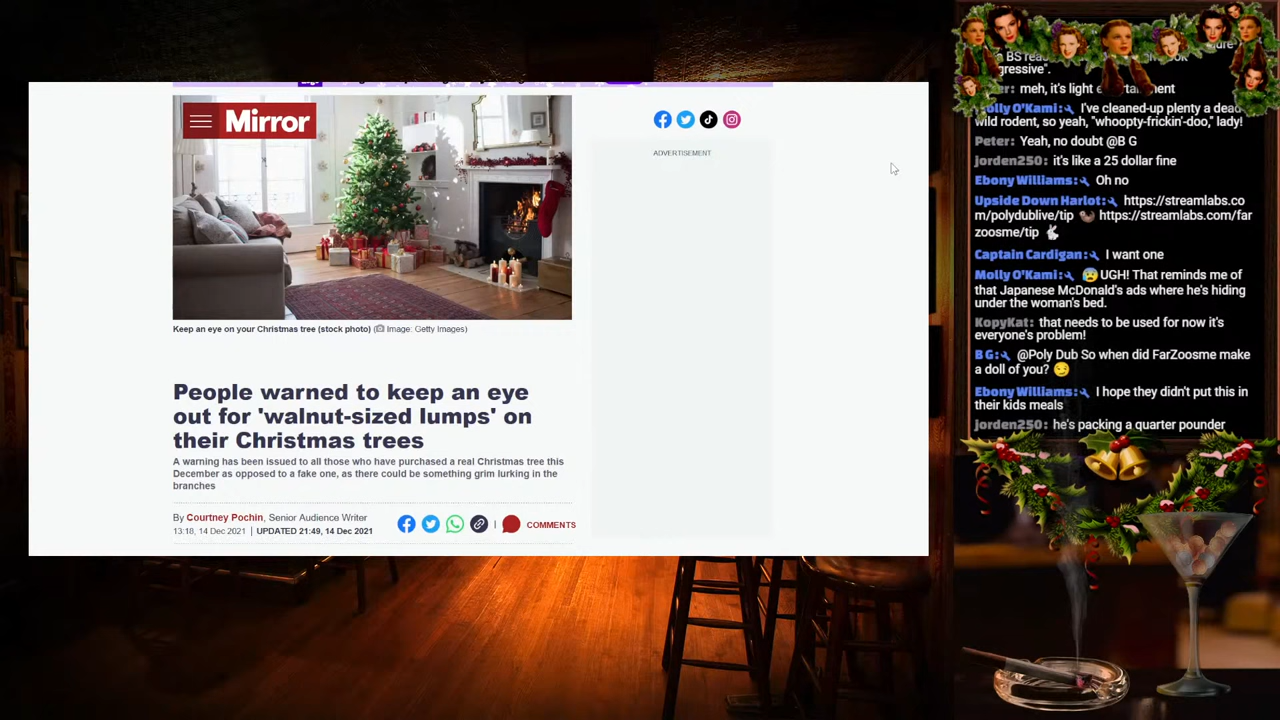 Mirror
ADVERTISEMENT
Keep an eye on your Christmas tree (stock photo) (Image: Getty Images)
People warned to keep an eye
out for 'walnut-sized lumps' on
their Christmas trees
A warning has been issued to all those who have purchased a real Christmas tree this
December as opposed to a fake one, as there could be something grim lurking in the
branches
By Courtney Pochin, Senior Audience Writer
13:18, 14 Dec 2021 | UPDATED 21:49, 14 Dec 2021
COMMENTS
meh, it's light
Molly O'Kami: I've cleaned-up plenty a dead
wild rodent, so yeah, "whoopty-frickin'-doo," lady!
Peter: Yeah, no doubt @B G
jorden250: it's like a 25 dollar fine
Ebony Williams: Oh no
Upside Down Harlot: https://streamlabs.co
m/polydublive/tip https://streamlabs.com/far
zoosme/tip
Captain Cardigan: I want one
Molly O'Kami: UGH! That reminds me of
that Japanese McDonald's ads where he's hiding
under the woman's bed.
KopyKat: that needs to be used for now it's
everyone's problem!
B G: @Poly Dub So when did FarZoosme make
a doll of you?
Ebony Williams: I hope they didn't put this in
their kids meals
jorden250: he's packing a quarter pounder